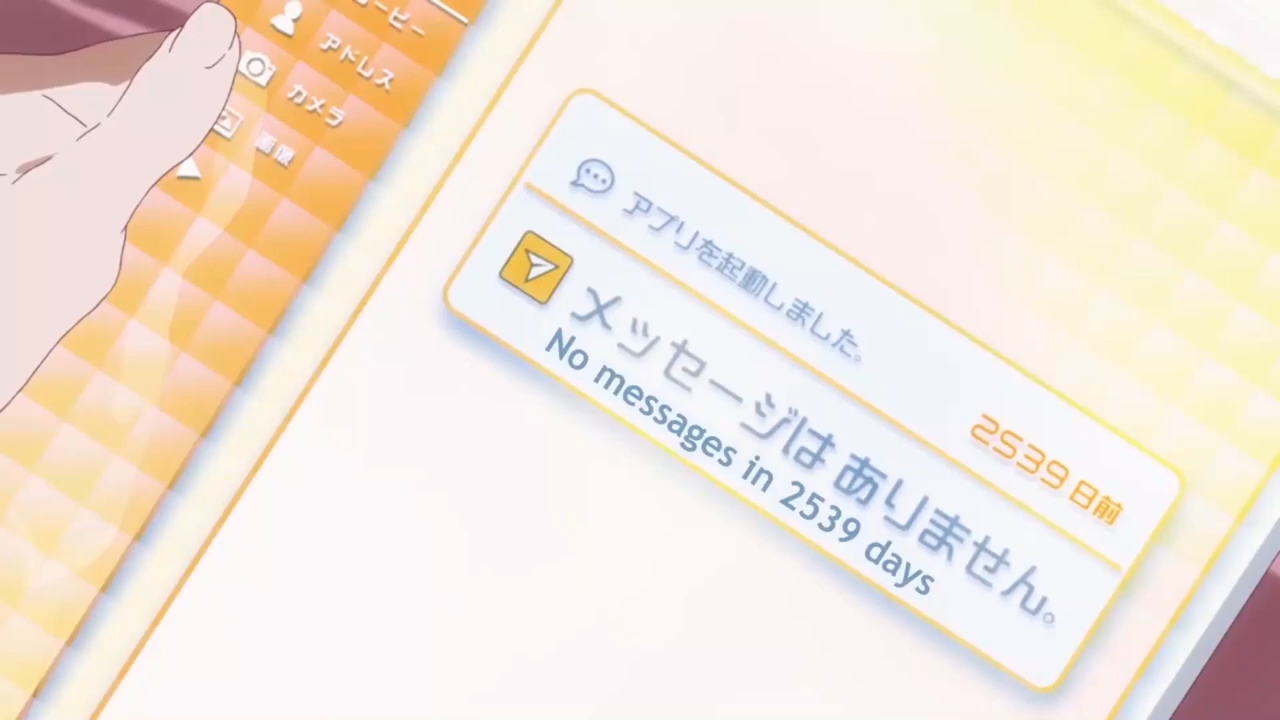 アドレス
カメラ
画像
アプリを起動しました。
2539日前
メッセージはありません。
No messages in 2539 days